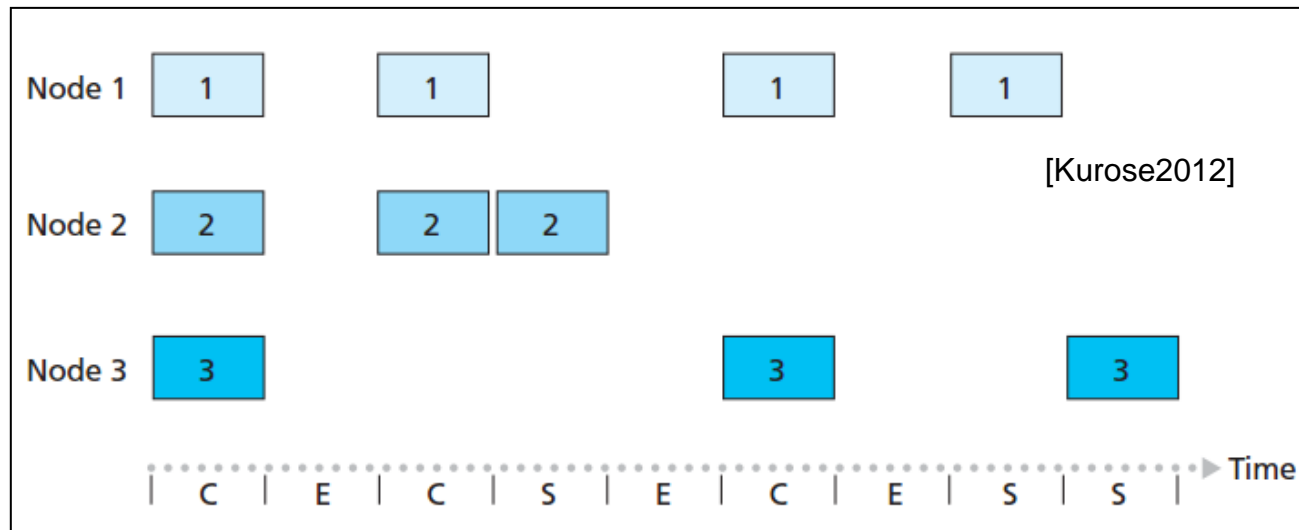 Node 1 1 1 1 1
[Kurose2012]
Node 2 2 2 2
Node 3 3 3 3
Time
C E C S E C E S S